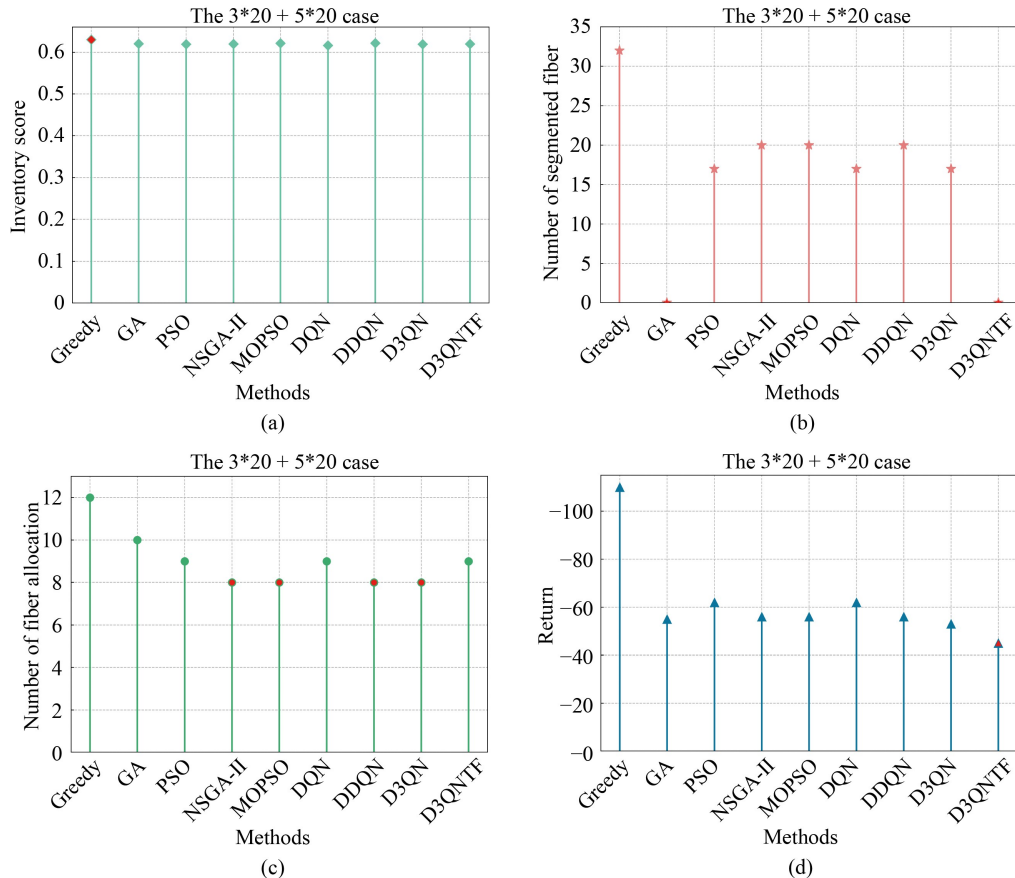 The 3*20 + 5*20 case
Inventory score
0.6
0.5
0.4
0.3
0.2
0.1
0
Greedy
GA
PSO
NSGA-II
MOPSO
DQN
DDQN
D3QN
D3QNTF
Methods
(a)
The 3*20 + 5*20 case
Number of segmented fiber
35
30
25
20
15
10
5
0
Greedy
GA
PSO
NSGA-II
MOPSO
DQN
DDQN
D3QN
D3QNTF
Methods
(b)
The 3*20 + 5*20 case
Number of fiber allocation
12
10
8
6
4
2
0
Greedy
GA
PSO
NSGA-II
MOPSO
DQN
DDQN
D3QN
D3QNTF
Methods
(c)
The 3*20 + 5*20 case
Return
−100
−80
−60
−40
−20
−0
Greedy
GA
PSO
NSGA-II
MOPSO
DQN
DDQN
D3QN
D3QNTF
Methods
(d)